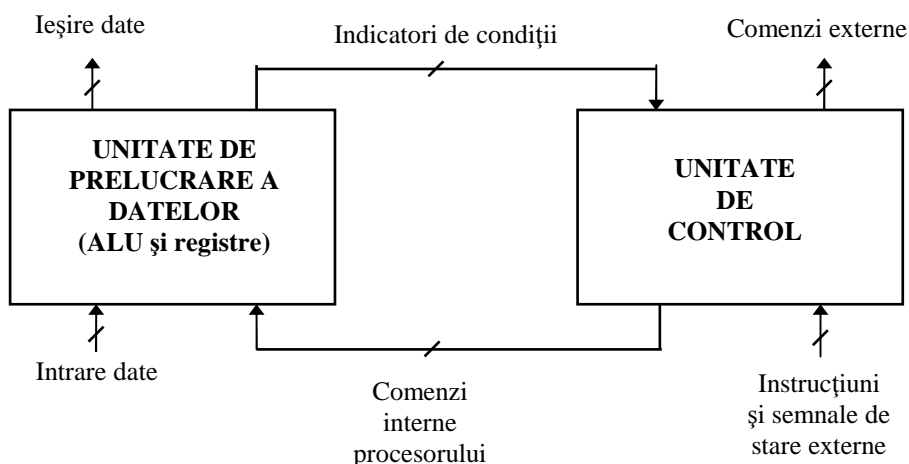 Ieşire date
Indicatori de condiţii
Comenzi externe
UNITATE DE
PRELUCRARE A
DATELOR
(ALU şi registre)
UNITATE
DE
CONTROL
Intrare date
Comenzi
interne
procesorului
Instrucţiuni
şi semnale de
stare externe